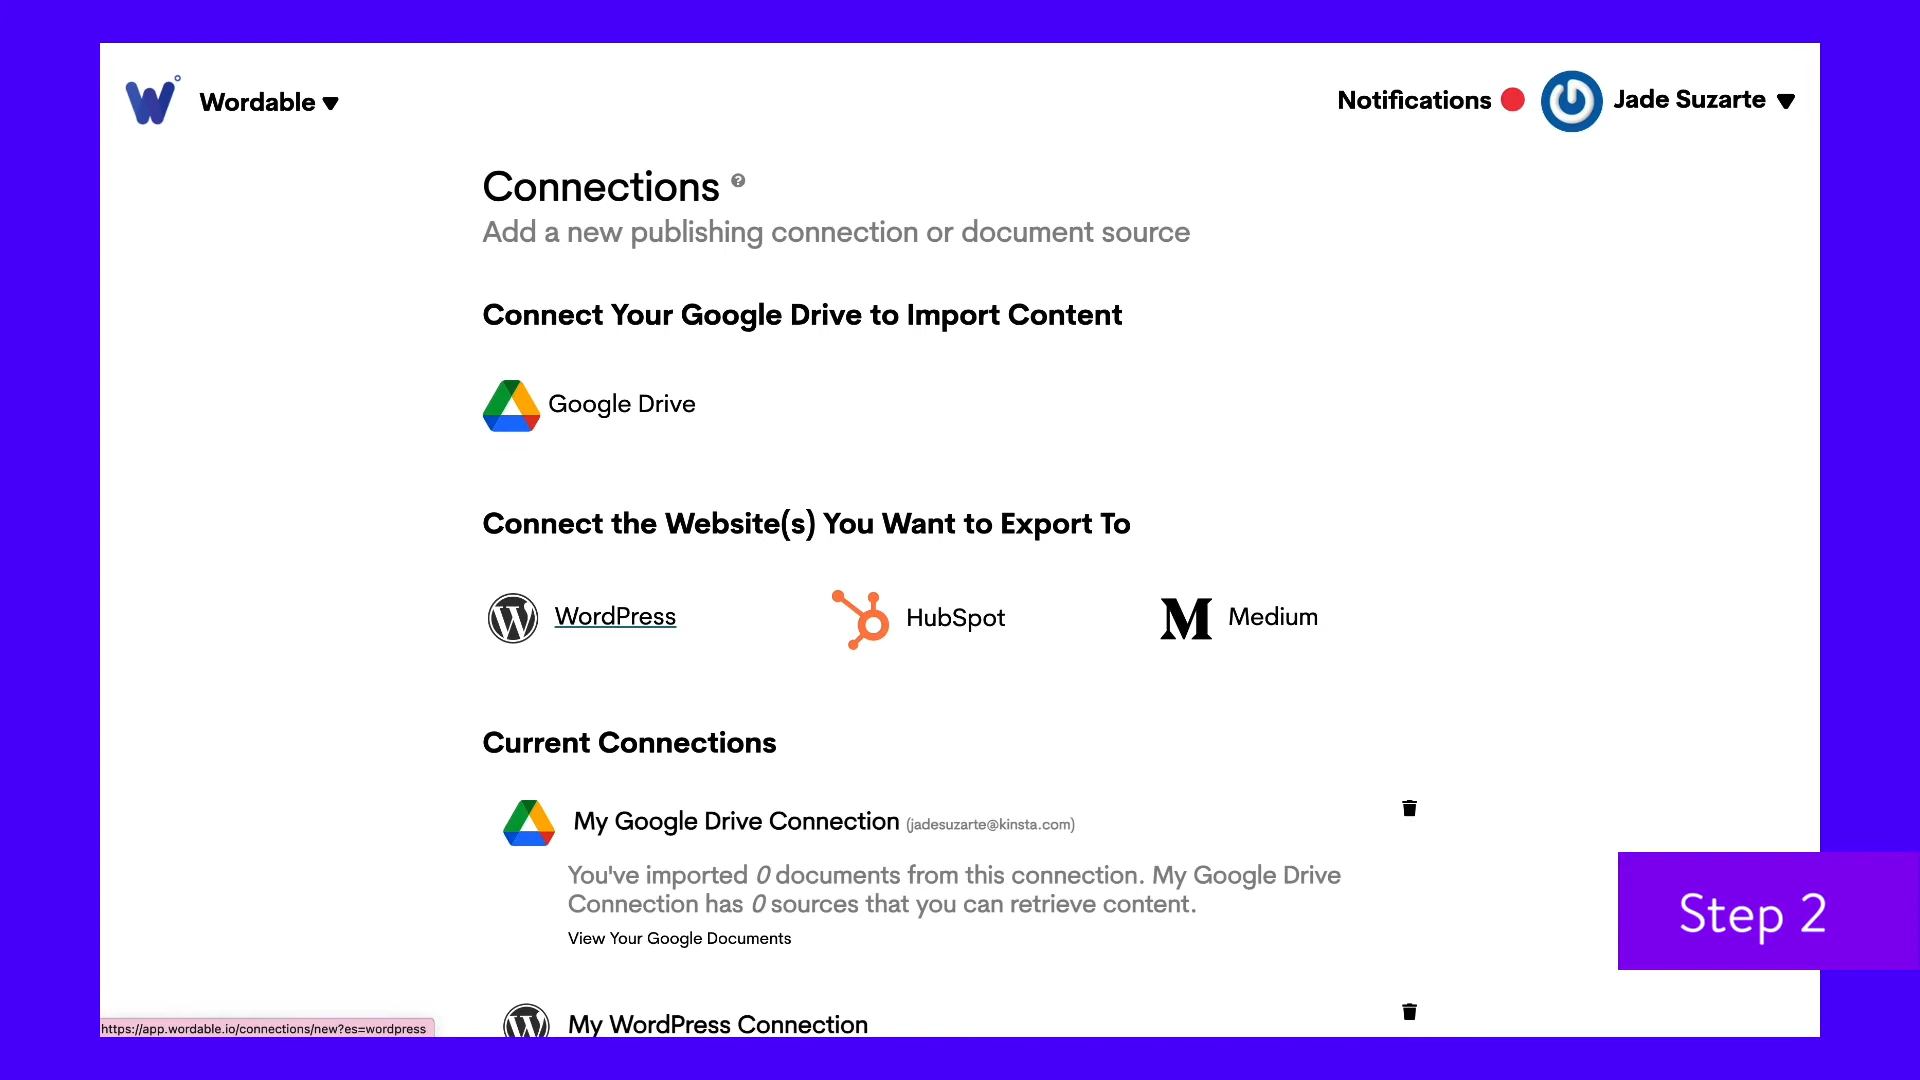 Wordable
Notifications
Jade Suzarte
Connections ?
Add a new publishing connection or document source
Connect Your Google Drive to Import Content
Google Drive
Connect the Website(s) You Want to Export To
WordPress
HubSpot
Medium
Current Connections
My Google Drive Connection (jadesuzarte@kinsta.com)
You've imported 0 documents from this connection. My Google Drive
Connection has 0 sources that you can retrieve content.
View Your Google Documents
Step 2
My WordPress Connection
https://app.wordable.io/connections/new?es=wordpress